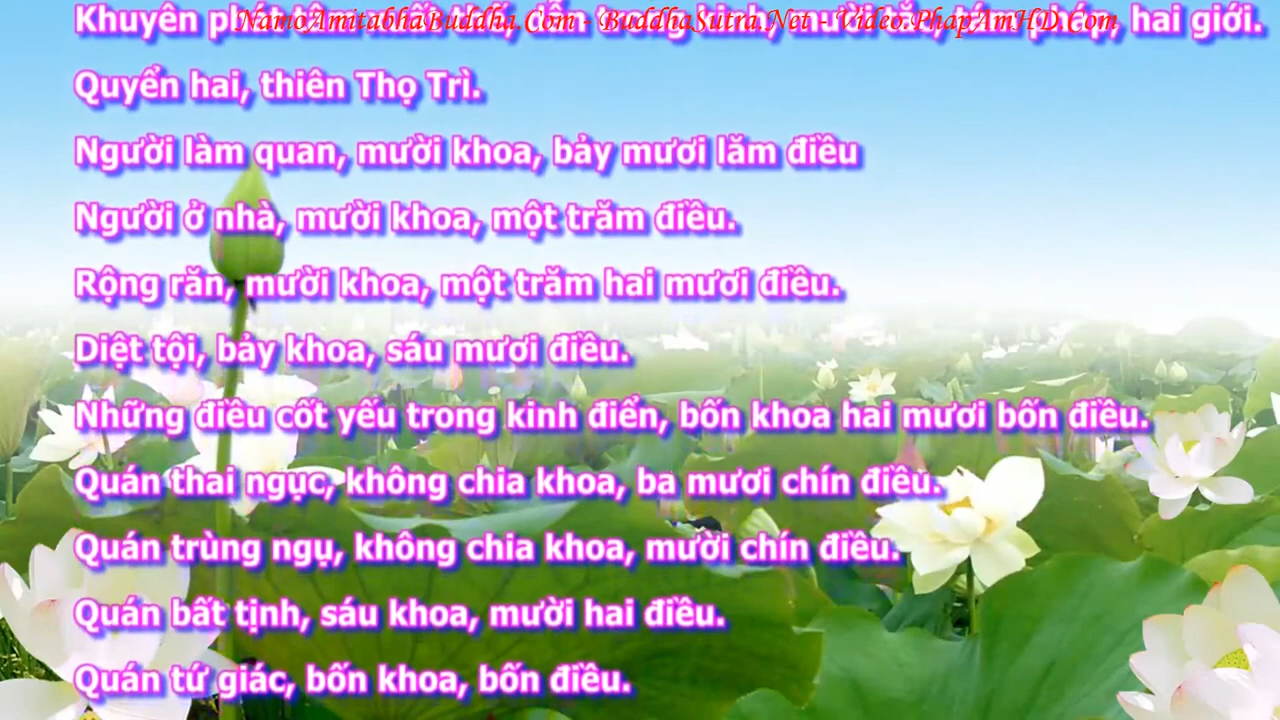 NamoAmitabhaBuddha.Com - BuddhaSutra.Net - Video.PhapAmHD.Com
Khuyên phát tâm hai giới.
Quyển hai, thiên Thọ Trì.
Người làm quan, mười khoa, bảy mươi lăm điều
Người ở nhà, mười khoa, một trăm điều.
Rộng răn, mười khoa, một trăm hai mươi điều.
Diệt tội, bảy khoa, sáu mươi điều.
Những điều cốt yếu trong kinh điển, bốn khoa hai mươi bốn điều.
Quán thai ngục, không chia khoa, ba mươi chín điều.
Quán trùng ngụ, không chia khoa, mười chín điều.
Quán bất tịnh, sáu khoa, mười hai điều.
Quán tứ giác, bốn khoa, bốn điều.